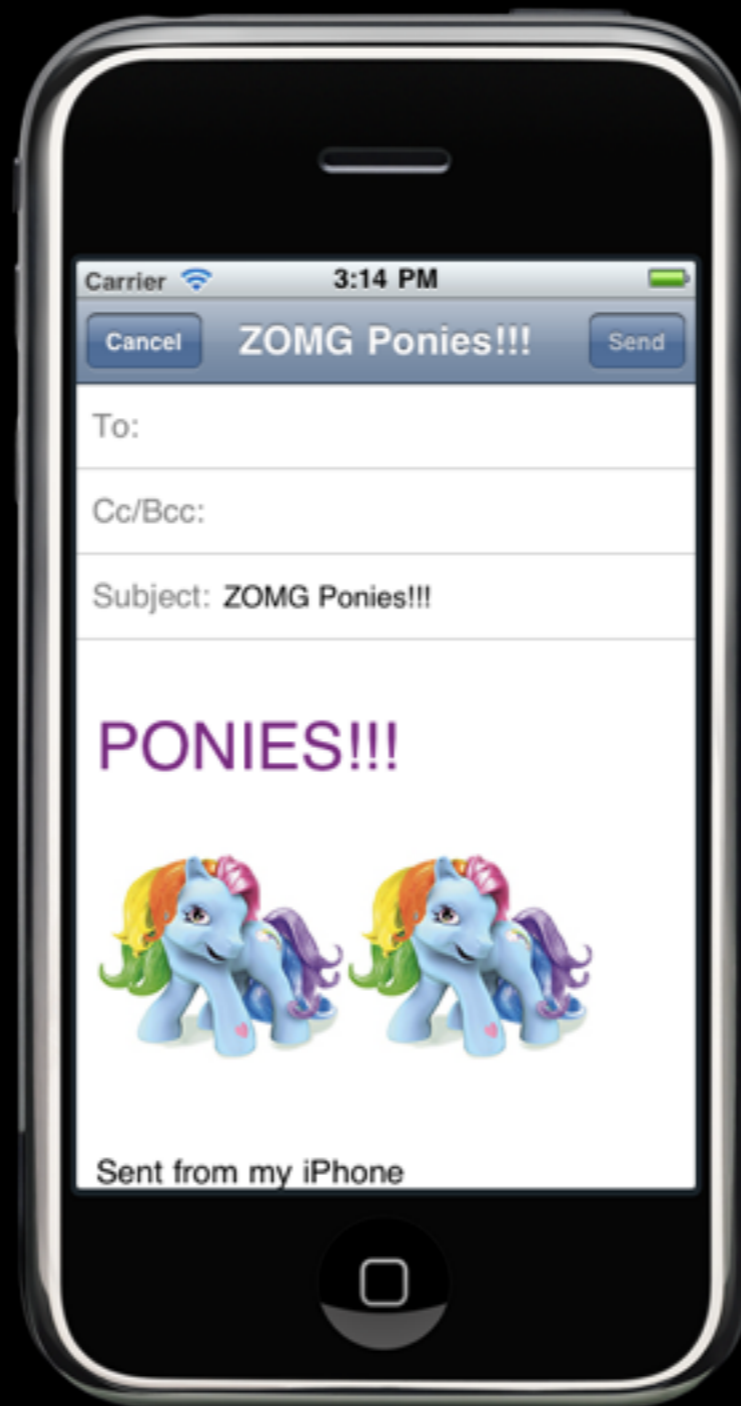 Carrier 3:14 PM
Cancel ZOMG Ponies!!! Send
To:
Cc/Bcc:
Subject: ZOMG Ponies!!!
PONIES!!!
Sent from my iPhone